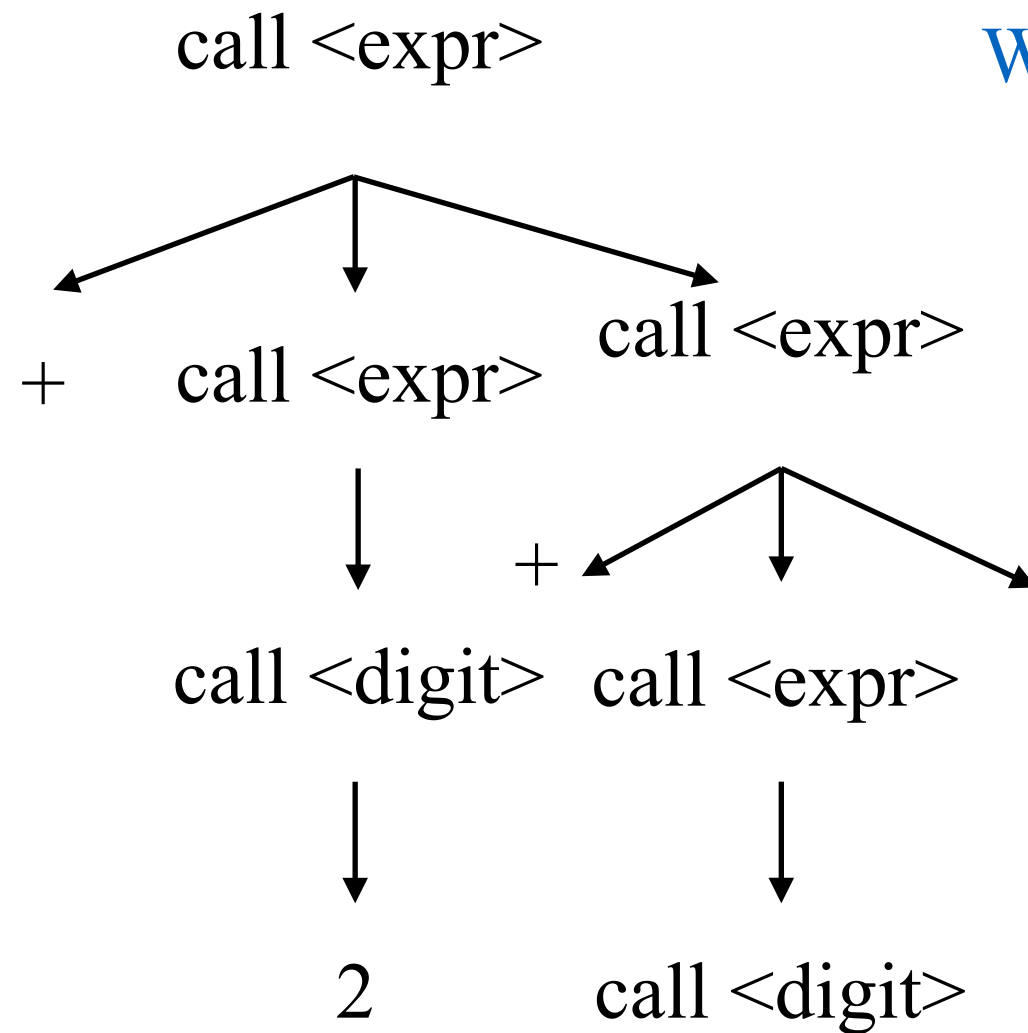 call <expr>
W
+ call <expr> call <expr>
+
call <digit> call <expr>
2 call <digit>